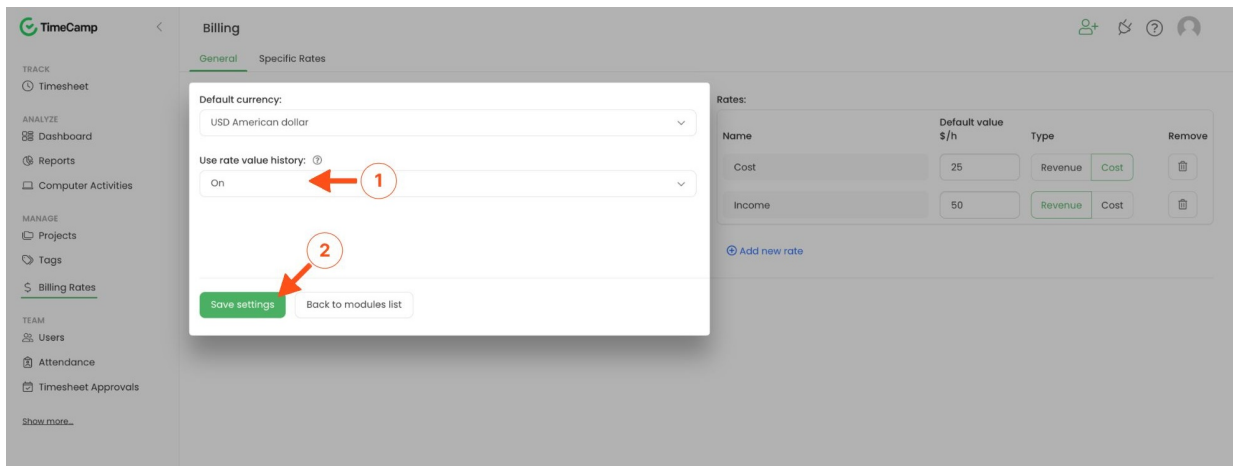 TimeCamp
Billing
General Specific Rates
TRACK
Timesheet
ANALYZE
Dashboard
Reports
Computer Activities
MANAGE
Projects
Tags
$ Billing Rates
TEAM
Users
Attendance
Timesheet Approvals
Show more...
Default currency:
USD American dollar
Use rate value history: ?
On
1
2
Save settings Back to modules list
Rates:
Name Default value $/h Type Remove
Cost 25 Revenue Cost
Income 50 Revenue Cost
Add new rate